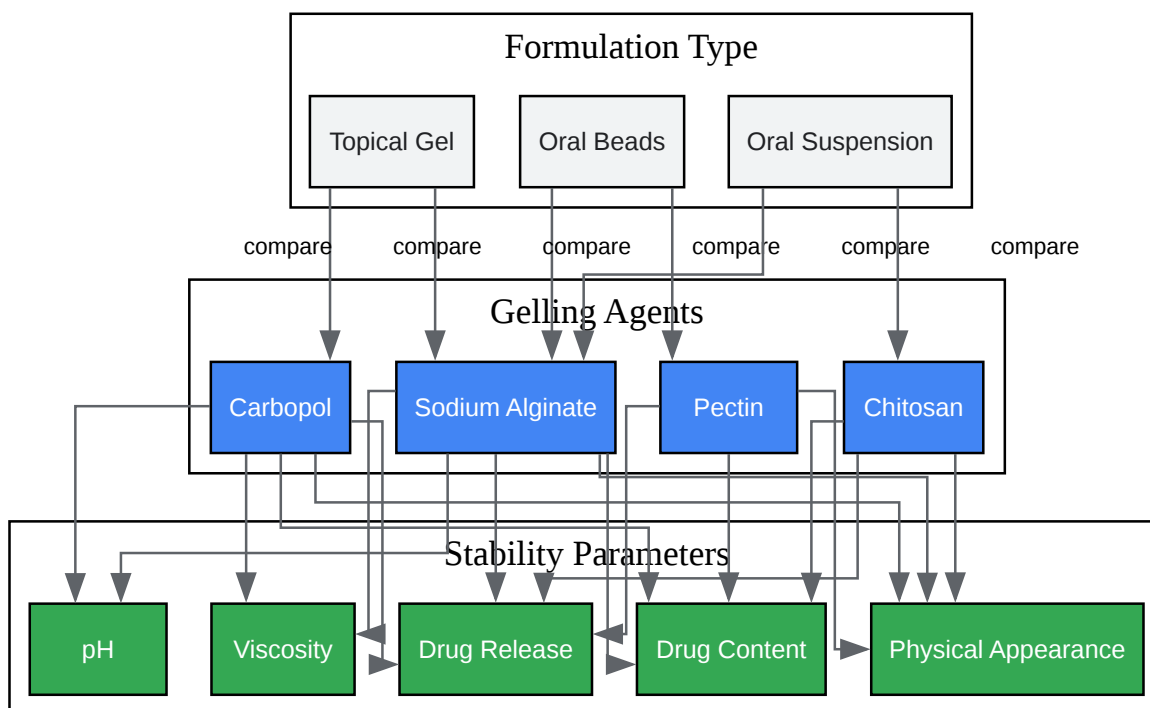 Formulation Type
Topical Gel
Oral Beads
Oral Suspension
compare
compare
compare
compare
compare
compare
Gelling Agents
Carbopol
Sodium Alginate
Pectin
Chitosan
Stability Parameters
pH
Viscosity
Drug Release
Drug Content
Physical Appearance